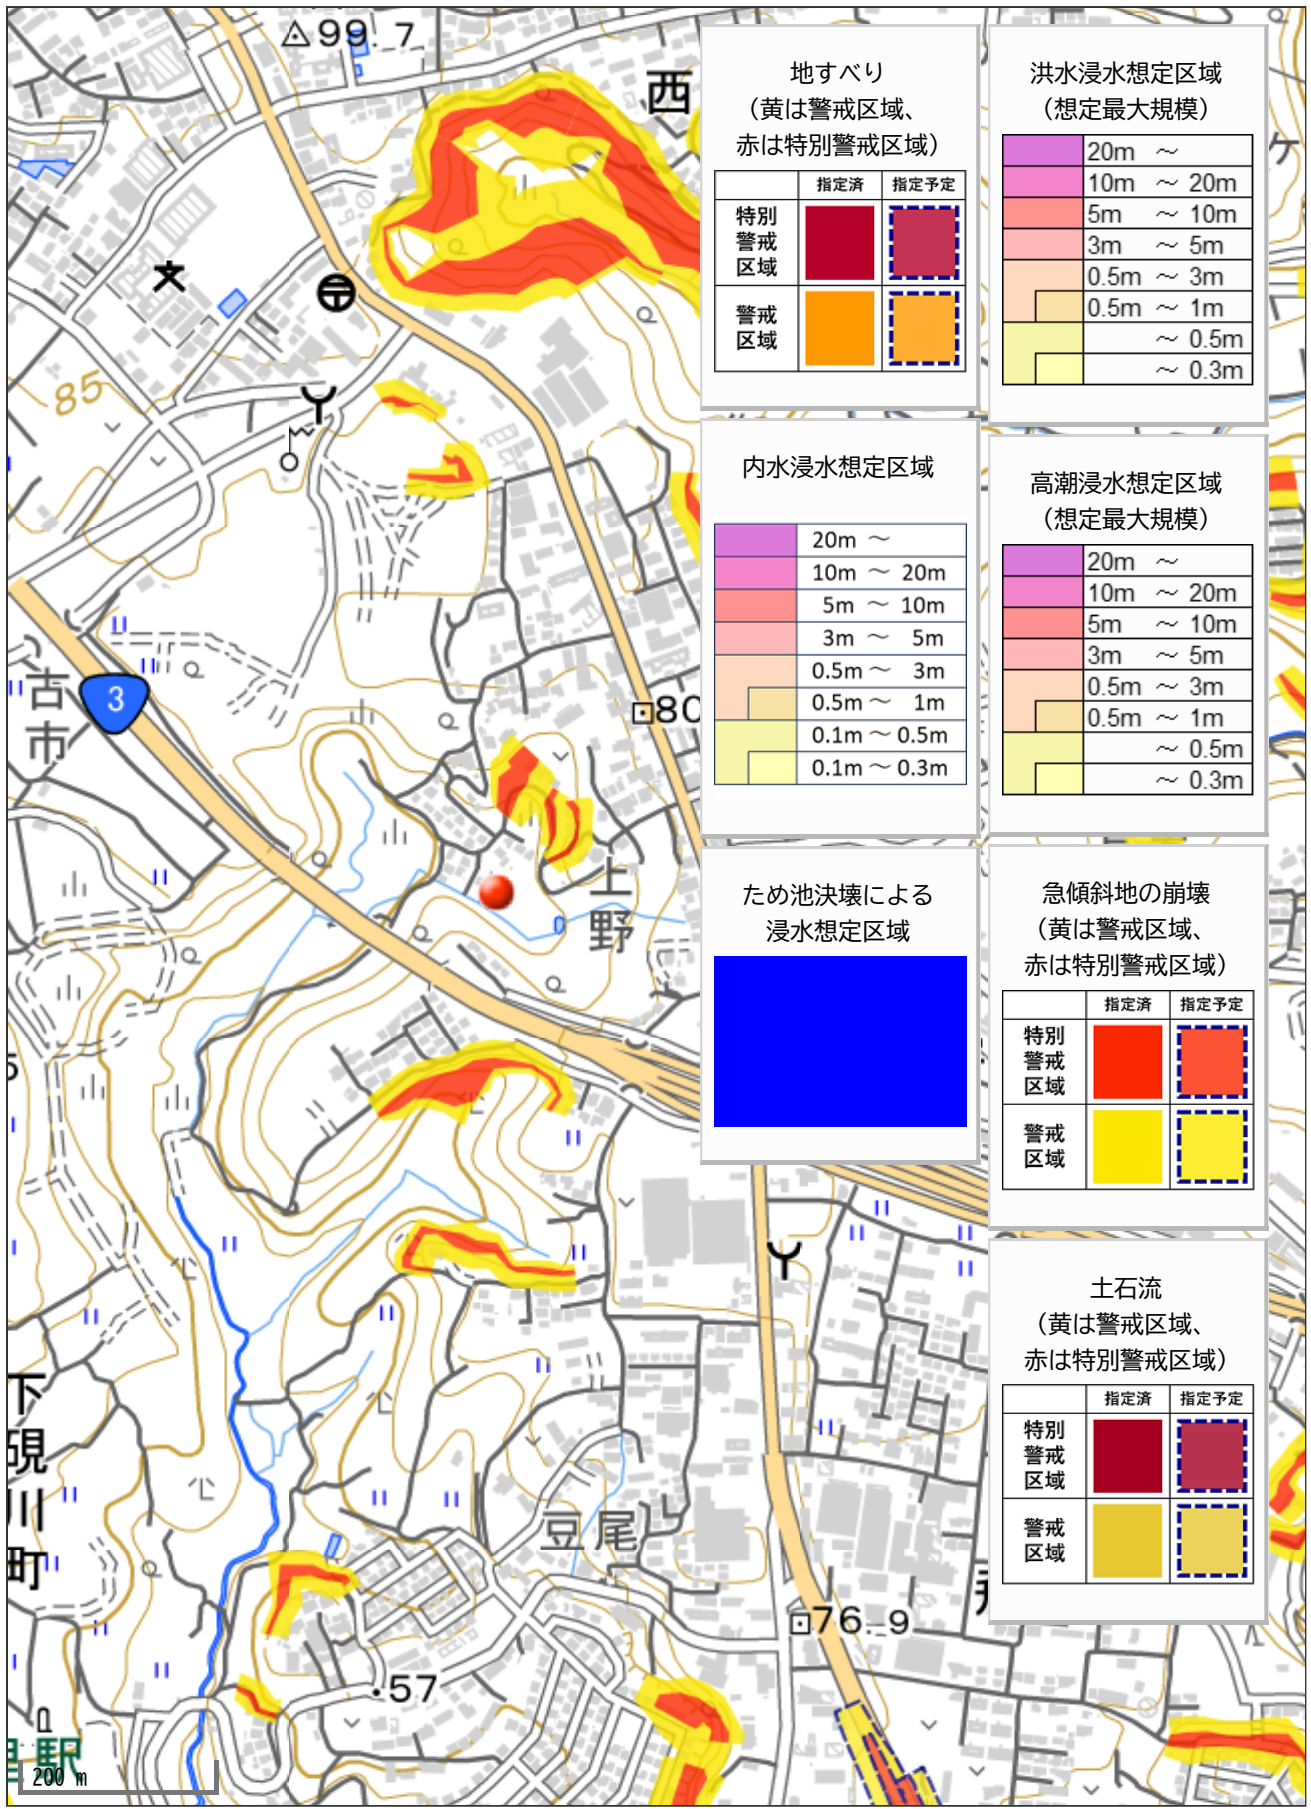 99.7
西
ケ
85
3
古市
80
上野
下硯川町
豆尾
76.9
57
駅
200 m
地すべり
（黄は警戒区域、
赤は特別警戒区域）
指定済 指定予定
特別
警戒
区域
警戒
区域
洪水浸水想定区域
（想定最大規模）
20m ～
10m ～ 20m
5m ～ 10m
3m ～ 5m
0.5m ～ 3m
0.5m ～ 1m
～ 0.5m
～ 0.3m
内水浸水想定区域
20m ～
10m ～ 20m
5m ～ 10m
3m ～ 5m
0.5m ～ 3m
0.5m ～ 1m
0.1m ～ 0.5m
0.1m ～ 0.3m
高潮浸水想定区域
（想定最大規模）
20m ～
10m ～ 20m
5m ～ 10m
3m ～ 5m
0.5m ～ 3m
0.5m ～ 1m
～ 0.5m
～ 0.3m
ため池決壊による
浸水想定区域
急傾斜地の崩壊
（黄は警戒区域、
赤は特別警戒区域）
指定済 指定予定
特別
警戒
区域
警戒
区域
土石流
（黄は警戒区域、
赤は特別警戒区域）
指定済 指定予定
特別
警戒
区域
警戒
区域